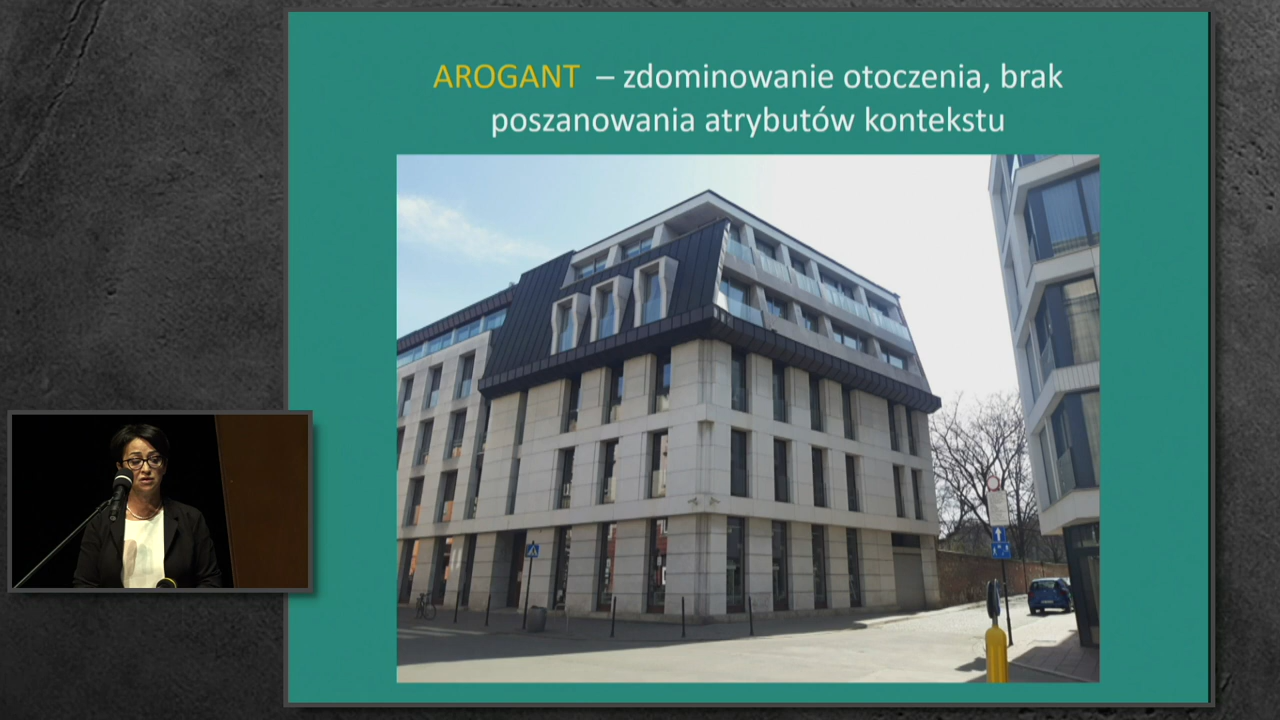 AROGANT – zdominowanie otoczenia, brak
poszanowania atrybutów kontekstu